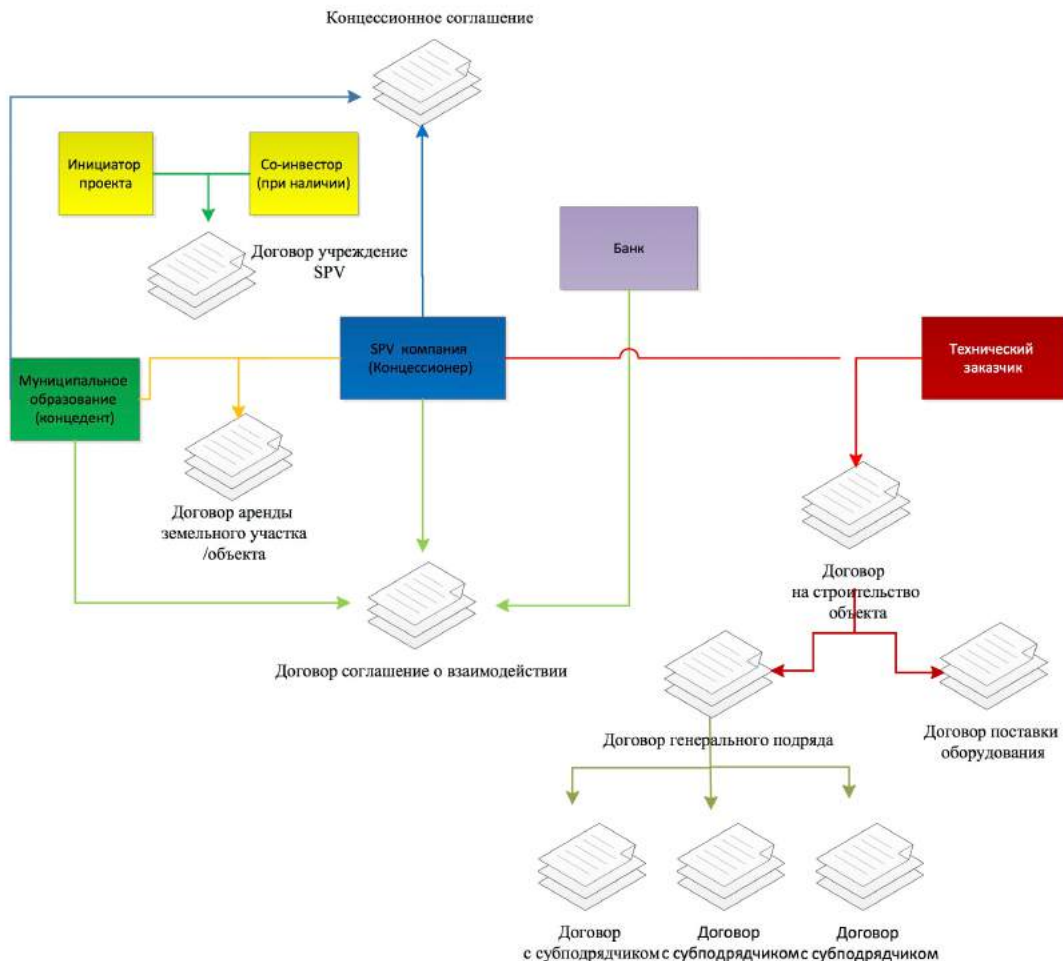 Концессионное соглашение
Инициатор
проекта
Со-инвестор
(при наличии)
Договор учреждение
SPV
Банк
SPV компания
(Концессионер)
Технический
заказчик
Муниципальное
образование
(концедент)
Договор аренды
земельного участка
/объекта
Договор
на строительство
объекта
Договор соглашение о взаимодействии
Договор генерального подряда
Договор поставки
оборудования
Договор
с субподрядчиком
Договор
с субподрядчиком
Договор
с субподрядчиком